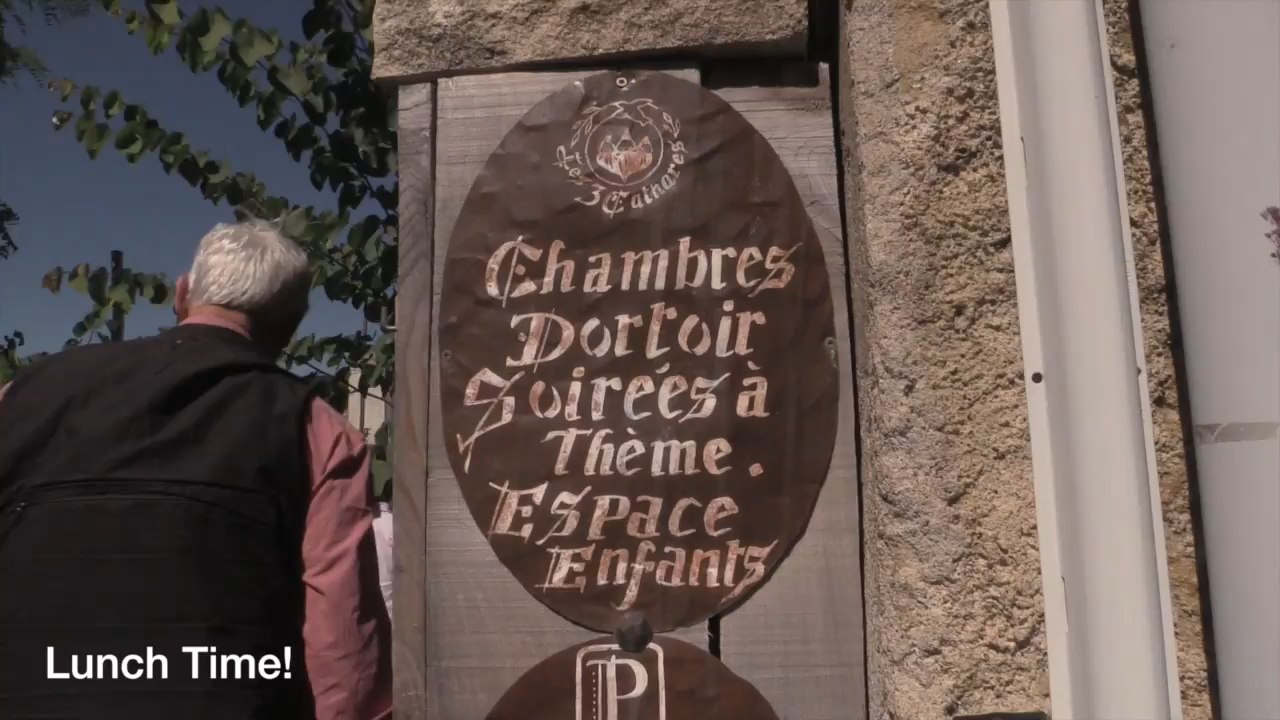 Les 3 Cathares
Chambres
Dortoir
Soirées à
Thème.
Espace
Enfants
P
Lunch Time!